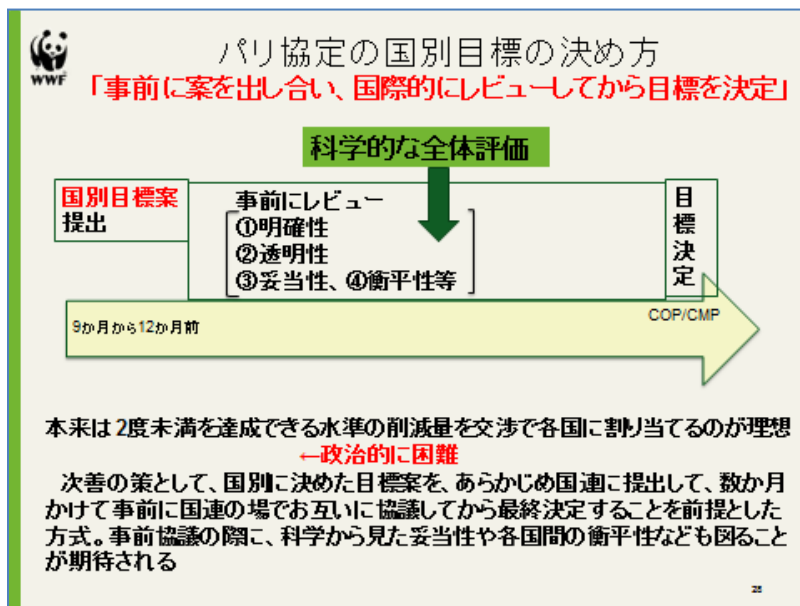 パリ協定の国別目標の決め方
WWF
「事前に案を出し合い、国際的にレビューしてから目標を決定」
科学的な全体評価
国別目標案
提出
事前にレビュー
①明確性
②透明性
③妥当性、④衡平性等
目標決定
9か月から12か月前
COP/CMP
本来は2度未満を達成できる水準の削減量を交渉で各国に割り当てるのが理想
←政治的に困難
次善の策として、国別に決めた目標案を、あらかじめ国連に提出して、数か月
かけて事前に国連の場でお互いに協議してから最終決定することを前提とした
方式。事前協議の際に、科学から見た妥当性や各国間の衡平性なども図ること
が期待される